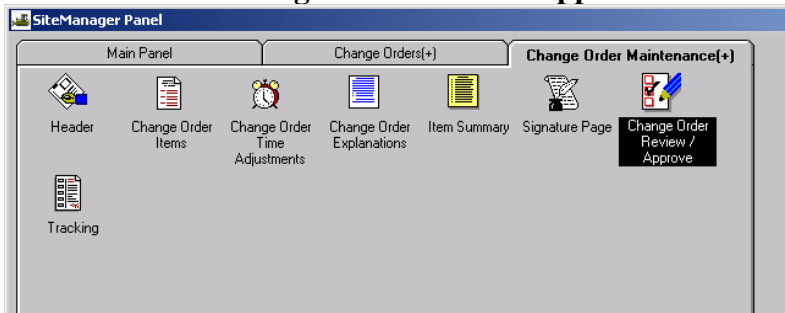 SiteManager Panel
Main Panel
Change Orders(+)
Change Order Maintenance(+)
Header
Change Order
Items
Change Order
Time
Adjustments
Change Order
Explanations
Item Summary
Signature Page
Change Order
Review /
Approve
Tracking